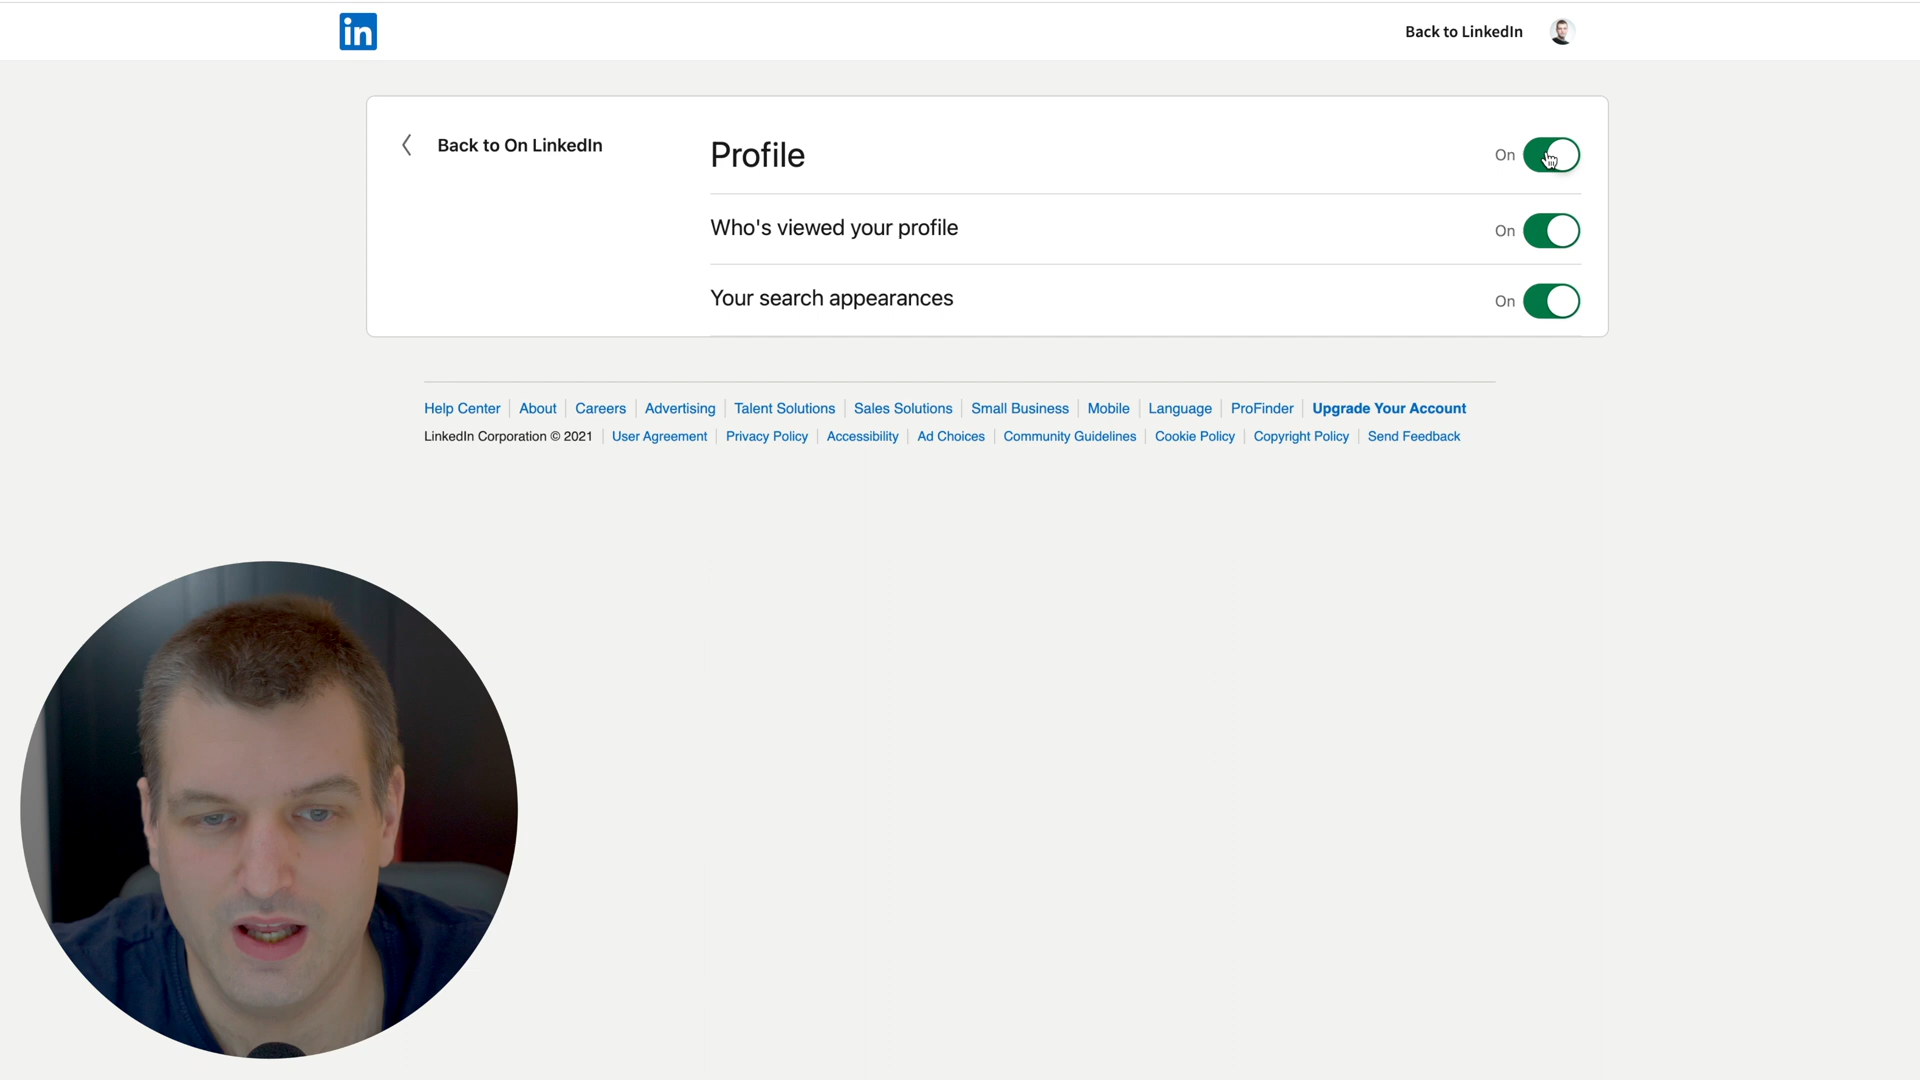 in
Back to LinkedIn
Back to On LinkedIn
Profile
On
Who's viewed your profile
On
Your search appearances
On
Help Center About Careers Advertising Talent Solutions Sales Solutions Small Business Mobile Language ProFinder Upgrade Your Account
LinkedIn Corporation © 2021 User Agreement Privacy Policy Accessibility Ad Choices Community Guidelines Cookie Policy Copyright Policy Send Feedback